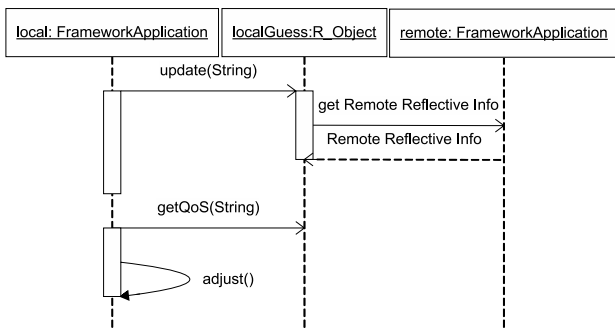 local: FrameworkApplication
localGuess:R_Object
remote: FrameworkApplication
update(String)
get Remote Reflective Info
Remote Reflective Info
getQoS(String)
adjust()